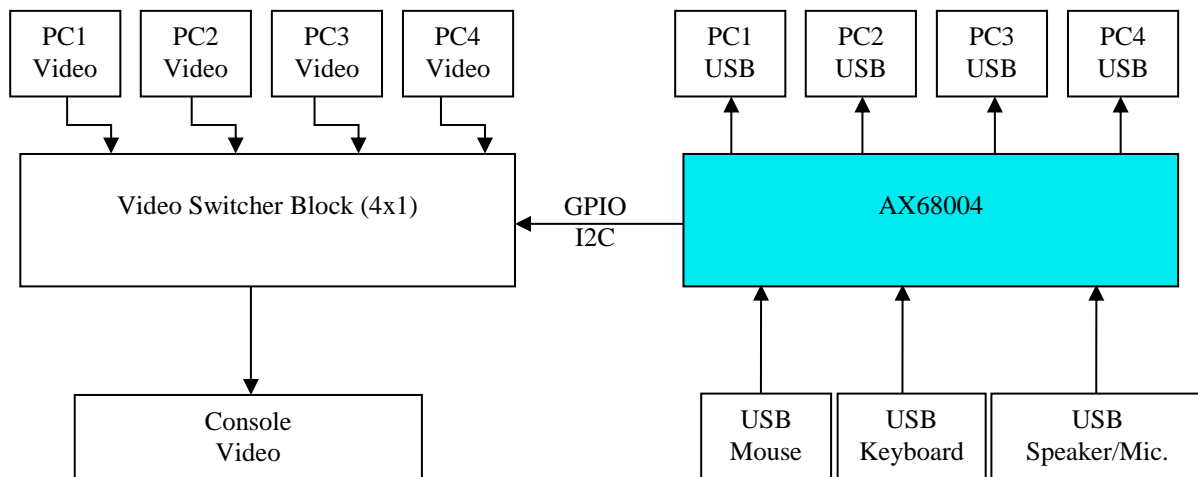 PC1
Video
PC2
Video
PC3
Video
PC4
Video
PC1
USB
PC2
USB
PC3
USB
PC4
USB
Video Switcher Block (4x1)
GPIO
I2C
AX68004
Console
Video
USB
Mouse
USB
Keyboard
USB
Speaker/Mic.